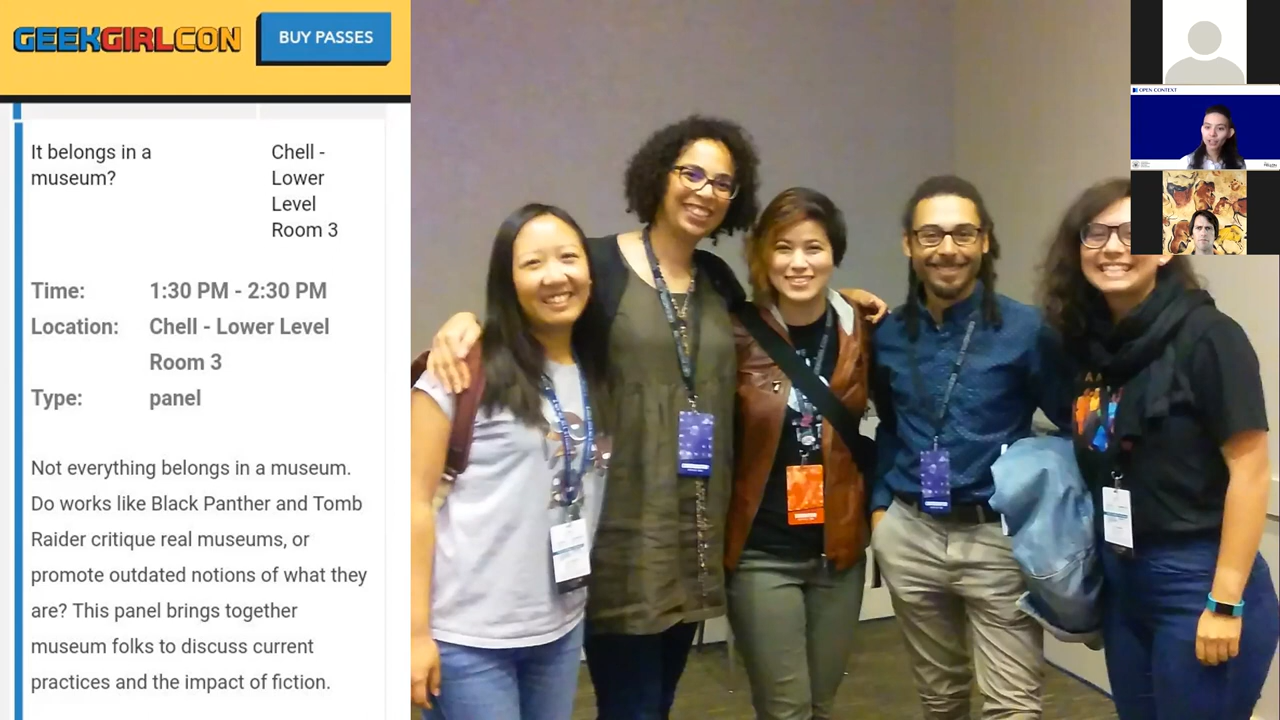 GEEKGIRLCON
BUY PASSES
It belongs in a
museum?
Chell -
Lower
Level
Room 3
Time: 1:30 PM - 2:30 PM
Location: Chell - Lower Level
Room 3
Type: panel
Not everything belongs in a museum.
Do works like Black Panther and Tomb
Raider critique real museums, or
promote outdated notions of what they
are? This panel brings together
museum folks to discuss current
practices and the impact of fiction.
OPEN CONTEXT